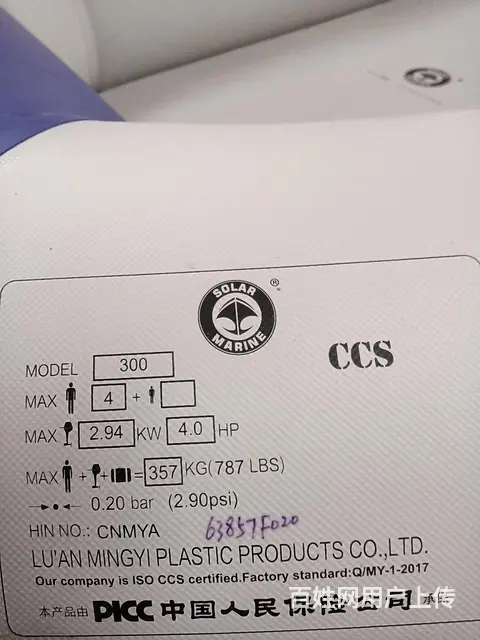 SOLAR MARINE ®
CCS
MODEL 300
MAX 4 +
MAX 2.94 KW 4.0 HP
MAX + + = 357 KG (787 LBS)
0.20 bar (2.90psi)
HIN NO.: CNMYA 63857F020
LU'AN MINGYI PLASTIC PRODUCTS CO.,LTD.
Our company is ISO CCS certified.Factory standard:Q/MY-1-2017
本产品由 PICC 中国人民保险公司 承保
百姓网用户上传